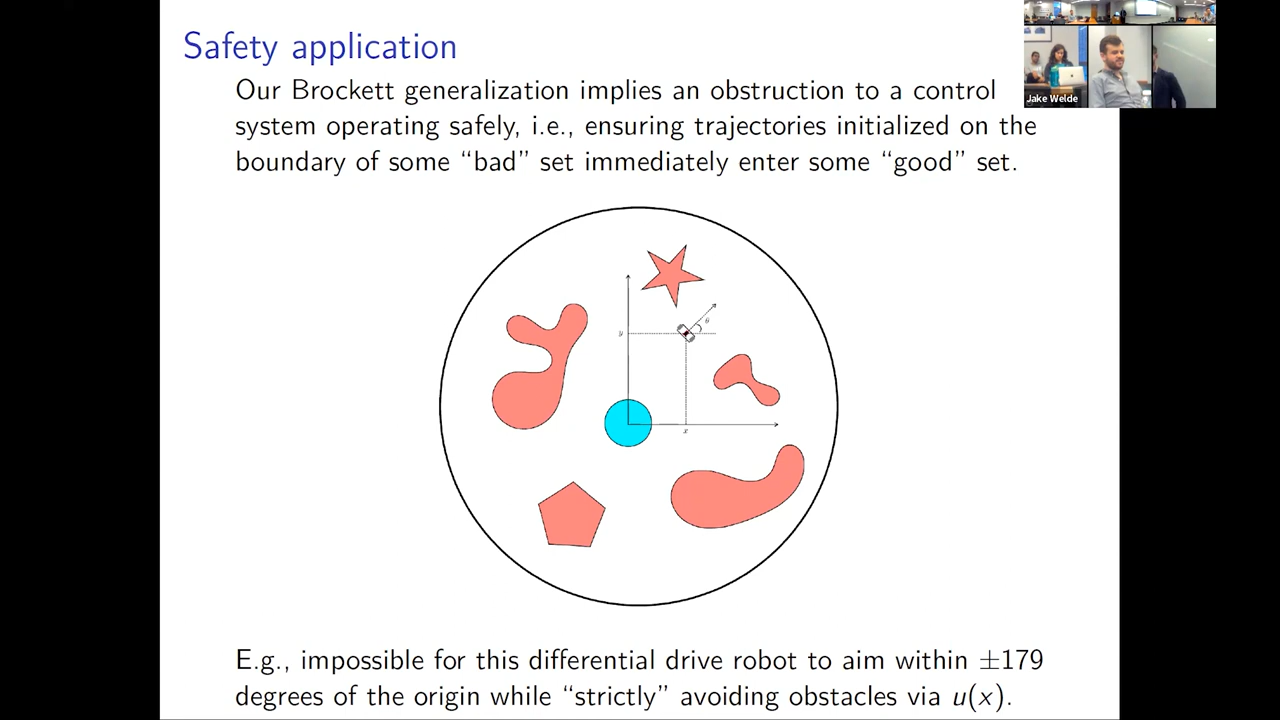 Safety application
Our Brockett generalization implies an obstruction to a control
system operating safely, i.e., ensuring trajectories initialized on the
boundary of some “bad” set immediately enter some “good” set.
θ
y
x
E.g., impossible for this differential drive robot to aim within ±179
degrees of the origin while “strictly” avoiding obstacles via u(x).
Jake Welde